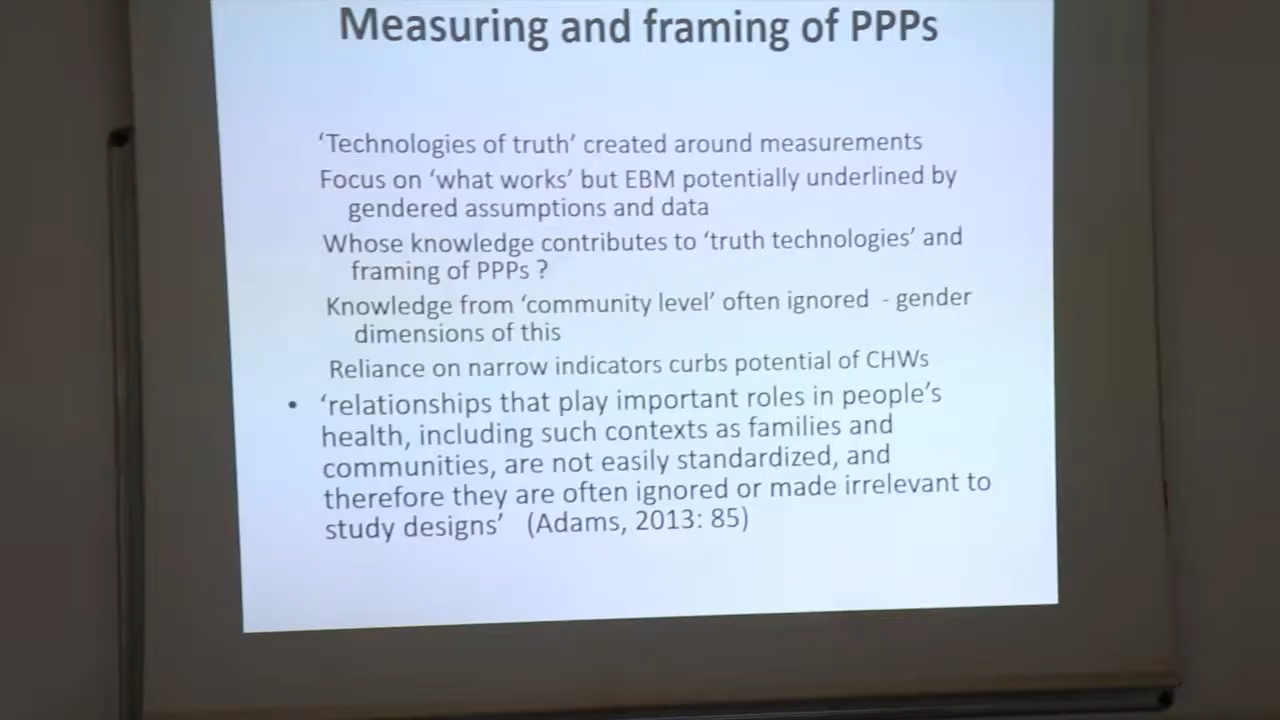 Measuring and framing of PPPs
‘Technologies of truth’ created around measurements
Focus on ‘what works’ but EBM potentially underlined by
gendered assumptions and data
Whose knowledge contributes to ‘truth technologies’ and
framing of PPPs ?
Knowledge from ‘community level’ often ignored - gender
dimensions of this
Reliance on narrow indicators curbs potential of CHWs
• ‘relationships that play important roles in people’s
health, including such contexts as families and
communities, are not easily standardized, and
therefore they are often ignored or made irrelevant to
study designs’ (Adams, 2013: 85)